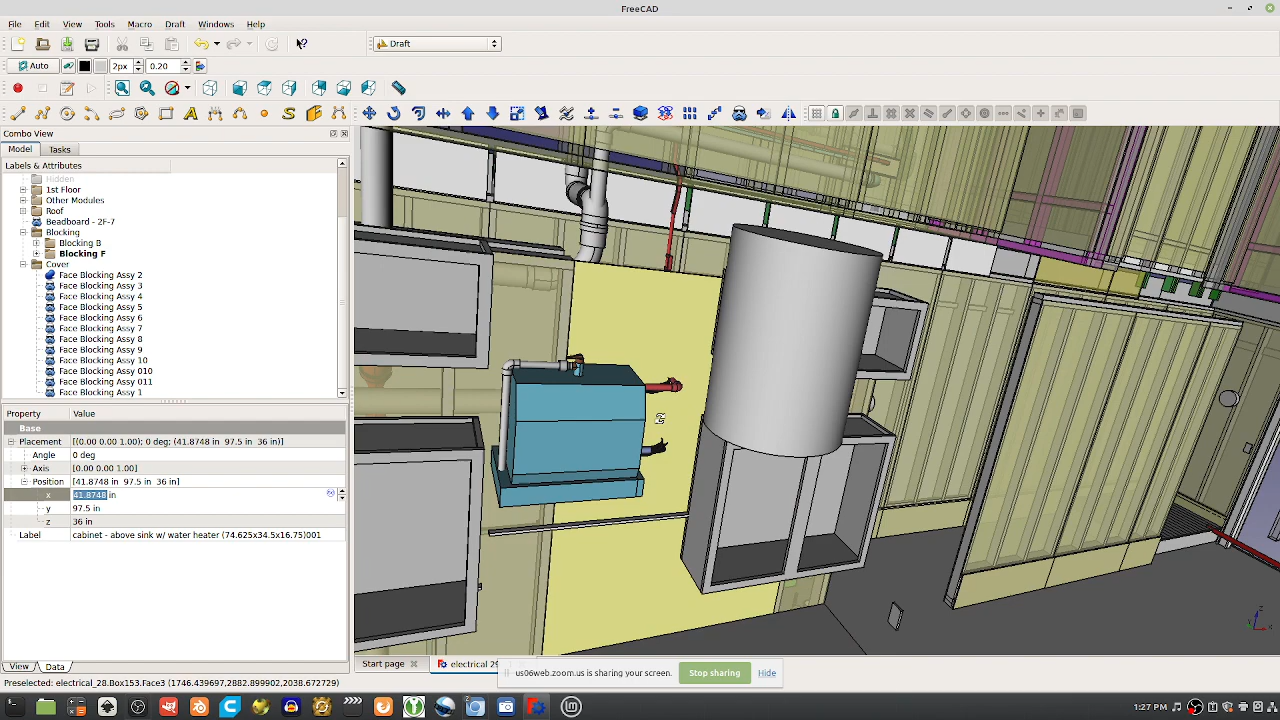 FreeCAD
File Edit View Tools Macro Draft Windows Help
Draft
Auto 2px 0.20
Combo View
Model Tasks
Labels & Attributes
Hidden
1st Floor
Other Modules
Roof
Beadboard - 2F-7
Blocking
Blocking B
Blocking F
Cover
Face Blocking Assy 2
Face Blocking Assy 3
Face Blocking Assy 4
Face Blocking Assy 5
Face Blocking Assy 6
Face Blocking Assy 7
Face Blocking Assy 8
Face Blocking Assy 9
Face Blocking Assy 10
Face Blocking Assy 010
Face Blocking Assy 011
Face Blocking Assy 1
Property Value
Base
Placement [(0.00 0.00 1.00); 0 deg; (41.8748 in 97.5 in 36 in)]
Angle 0 deg
Axis [0.00 0.00 1.00]
Position [41.8748 in 97.5 in 36 in]
x 41.8748 in
y 97.5 in
z 36 in
Label cabinet - above sink w/ water heater (74.625x34.5x16.75)001
View Data
Start page electrical 29
us06web.zoom.us is sharing your screen. Stop sharing Hide
Preselected: electrical_28.Box153.Face3 (1746.439697,2882.899902,2038.672729)
1:27 PM